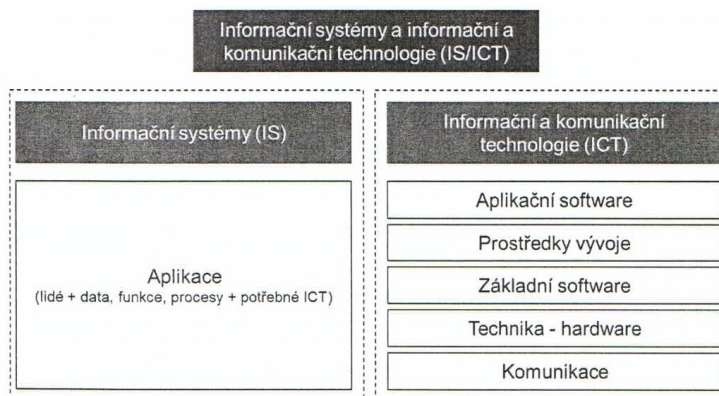 Informační systémy a informační a
komunikační technologie (IS/ICT)
Informační systémy (IS)
Aplikace
(lidé + data, funkce, procesy + potřebné ICT)
Informační a komunikační
technologie (ICT)
Aplikační software
Prostředky vývoje
Základní software
Technika - hardware
Komunikace